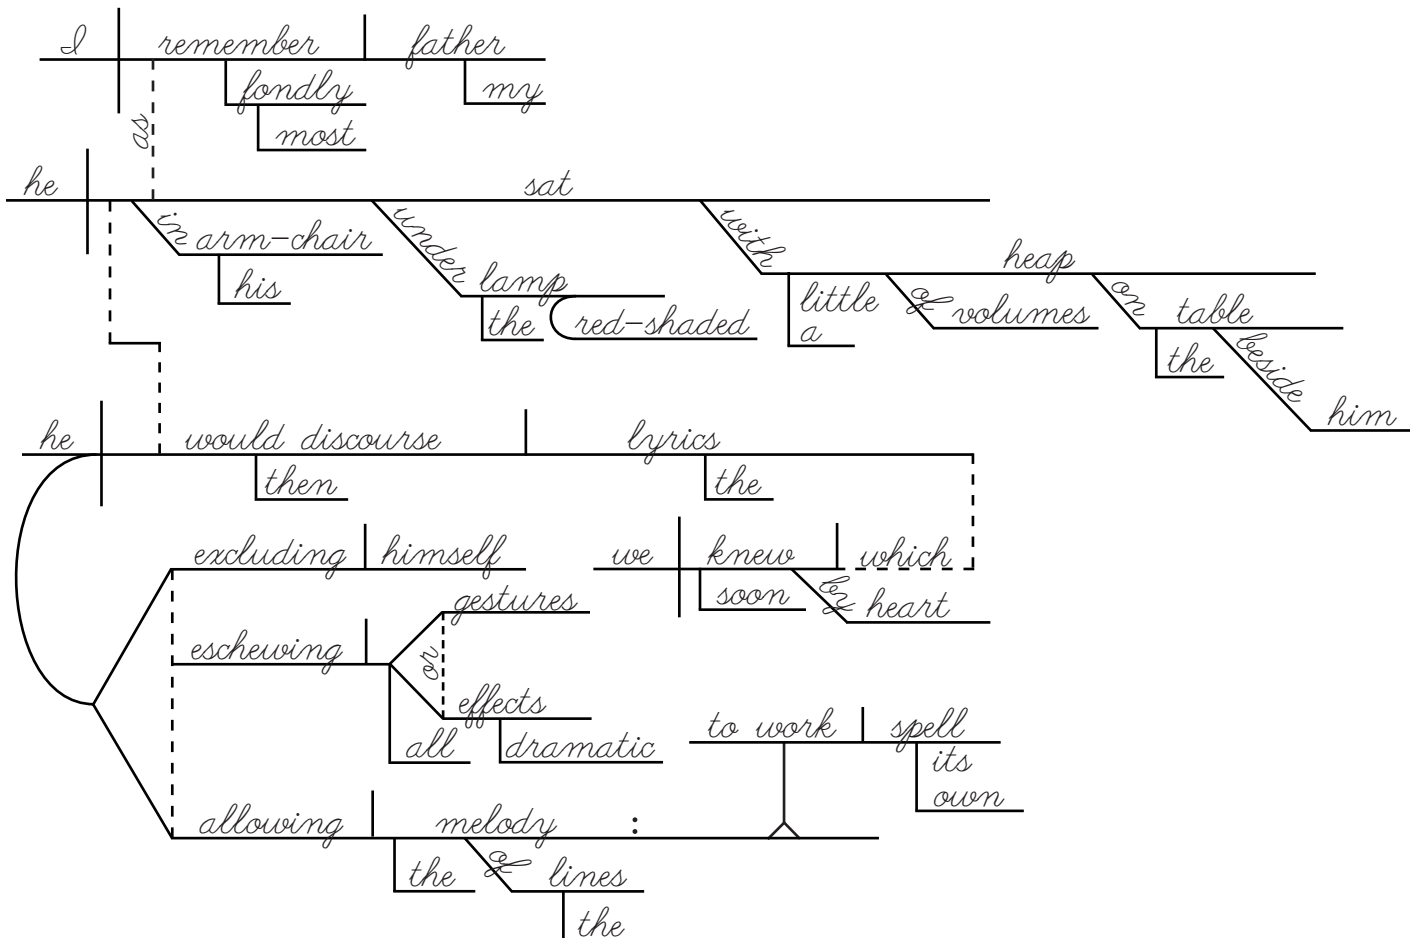 I remember father
fondly my
most
as
he sat
in arm-chair under lamp with heap
his the red-shaded little of volumes on table
a the beside him
he would discourse lyrics
then the
excluding himself we knew which
soon by heart
gestures
eschewing or
effects
all dramatic
to work spell
its
own
allowing melody :
the of lines
the